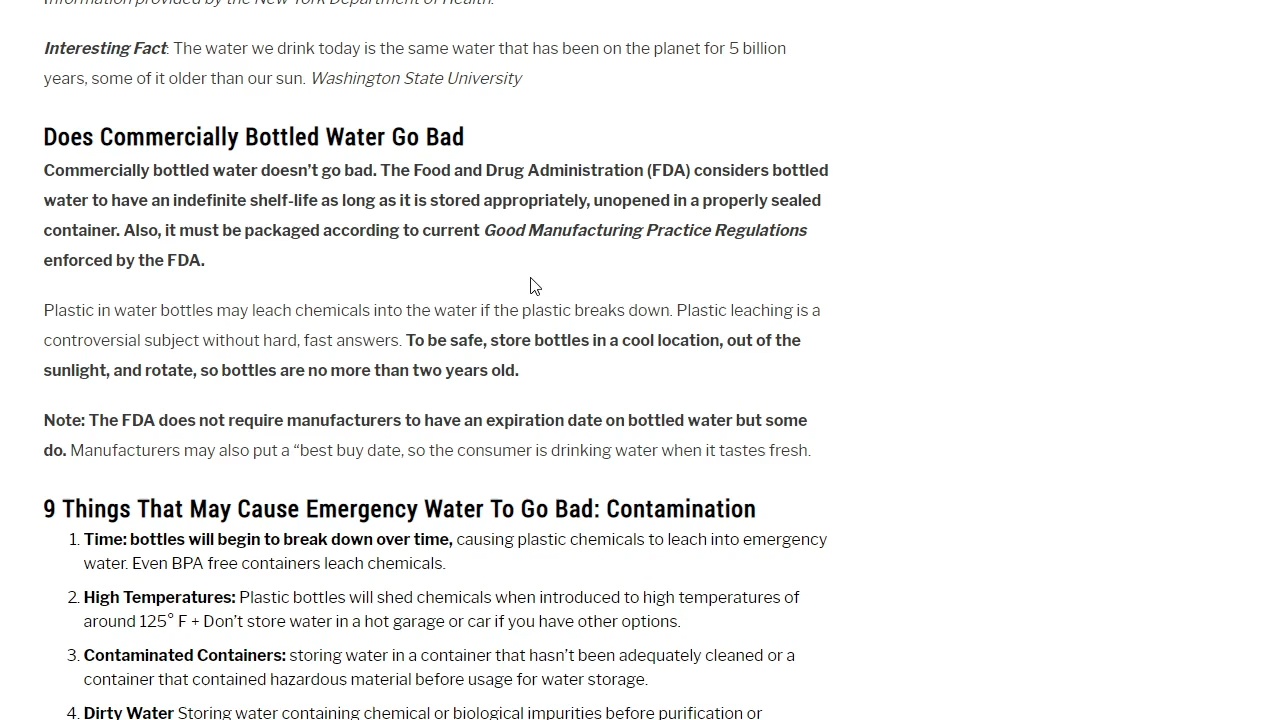 Information provided by the New York Department of Health.
Interesting Fact: The water we drink today is the same water that has been on the planet for 5 billion
years, some of it older than our sun. Washington State University
Does Commercially Bottled Water Go Bad
Commercially bottled water doesn’t go bad. The Food and Drug Administration (FDA) considers bottled
water to have an indefinite shelf-life as long as it is stored appropriately, unopened in a properly sealed
container. Also, it must be packaged according to current Good Manufacturing Practice Regulations
enforced by the FDA.
Plastic in water bottles may leach chemicals into the water if the plastic breaks down. Plastic leaching is a
controversial subject without hard, fast answers. To be safe, store bottles in a cool location, out of the
sunlight, and rotate, so bottles are no more than two years old.
Note: The FDA does not require manufacturers to have an expiration date on bottled water but some
do. Manufacturers may also put a “best buy date, so the consumer is drinking water when it tastes fresh.
9 Things That May Cause Emergency Water To Go Bad: Contamination
1. Time: bottles will begin to break down over time, causing plastic chemicals to leach into emergency
water. Even BPA free containers leach chemicals.
2. High Temperatures: Plastic bottles will shed chemicals when introduced to high temperatures of
around 125° F + Don’t store water in a hot garage or car if you have other options.
3. Contaminated Containers: storing water in a container that hasn’t been adequately cleaned or a
container that contained hazardous material before usage for water storage.
4. Dirty Water Storing water containing chemical or biological impurities before purification or